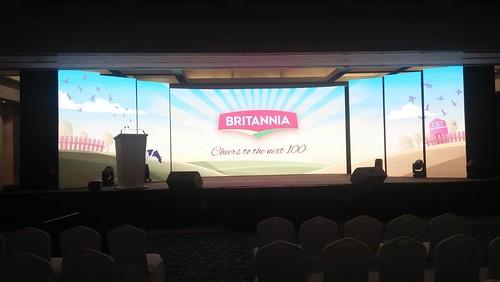 BRITANNIA
Cheers to the next 100